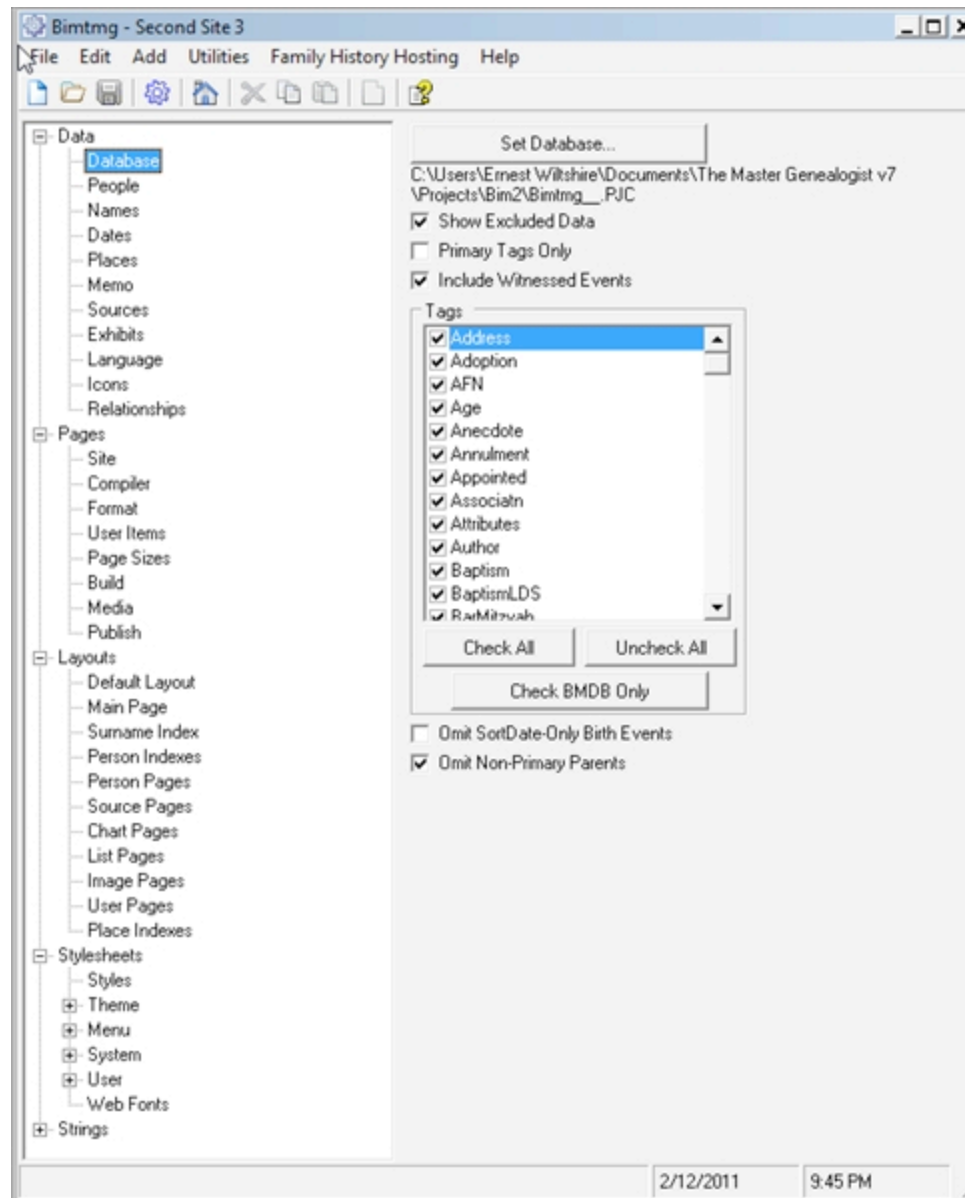 Bimtmg - Second Site 3
File Edit Add Utilities Family History Hosting Help
Data
Database
People
Names
Dates
Places
Memo
Sources
Exhibits
Language
Icons
Relationships
Pages
Site
Compiler
Format
User Items
Page Sizes
Build
Media
Publish
Layouts
Default Layout
Main Page
Surname Index
Person Indexes
Person Pages
Source Pages
Chart Pages
List Pages
Image Pages
User Pages
Place Indexes
Stylesheets
Styles
Theme
Menu
System
User
Web Fonts
Strings
Set Database...
C:\Users\Ernest Wiltshire\Documents\The Master Genealogist v7
\Projects\Bim2\Bimtmg__.PJC
Show Excluded Data
Primary Tags Only
Include Witnessed Events
Tags
Address
Adoption
AFN
Age
Anecdote
Annulment
Appointed
Associatn
Attributes
Author
Baptism
BaptismLDS
BarMitzvah
Check All Uncheck All
Check BMDB Only
Omit SortDate-Only Birth Events
Omit Non-Primary Parents
2/12/2011 9:45 PM